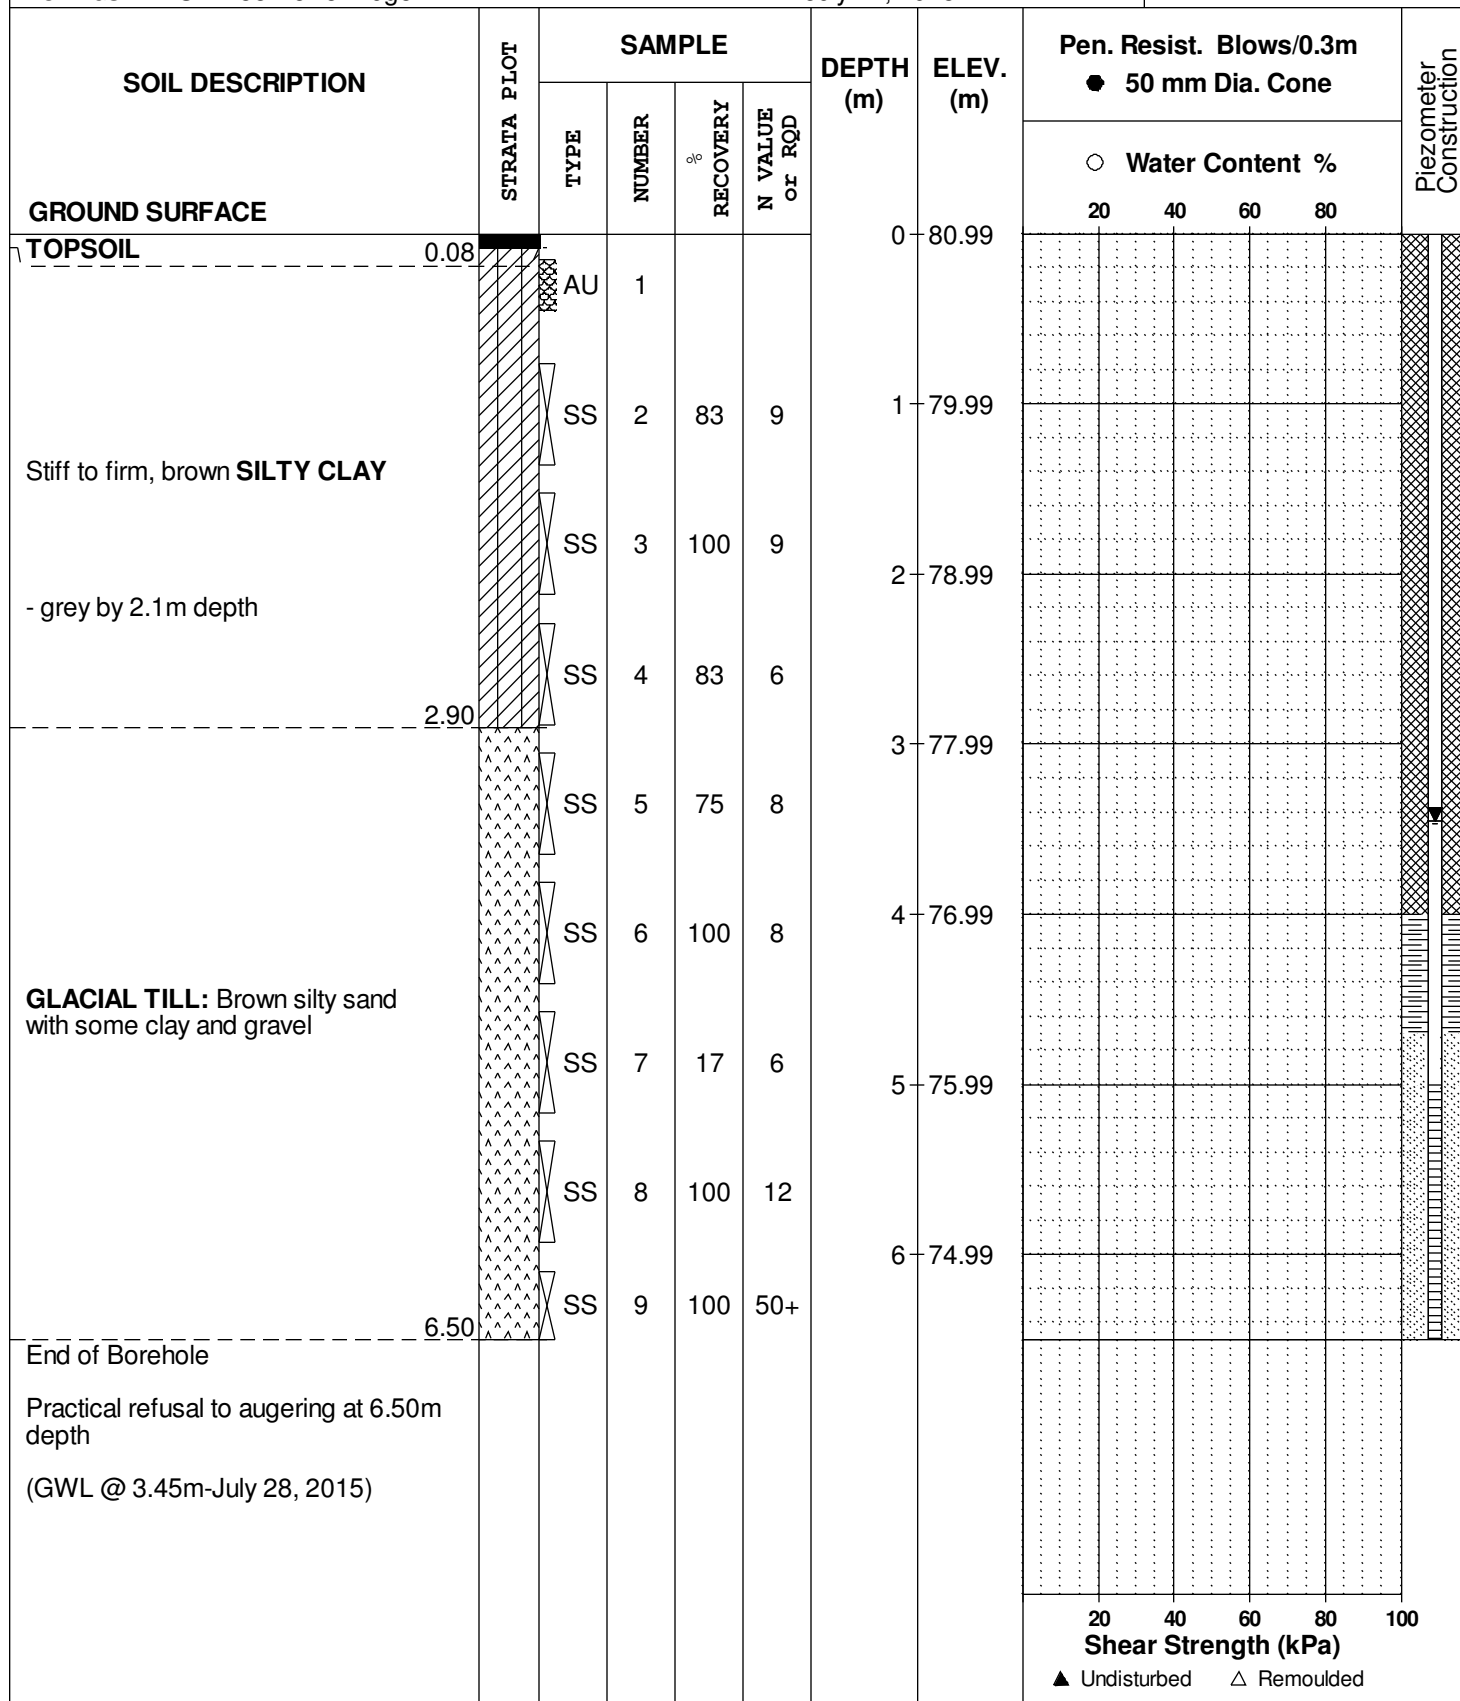 SOIL DESCRIPTION
GROUND SURFACE
STRATA PLOT
SAMPLE
TYPE
NUMBER
% RECOVERY
N VALUE or RQD
DEPTH (m)
ELEV. (m)
Pen. Resist. Blows/0.3m
● 50 mm Dia. Cone
○ Water Content %
20 40 60 80
Piezometer Construction
TOPSOIL 0.08
0 80.99
AU 1
SS 2 83 9
1 79.99
Stiff to firm, brown SILTY CLAY
SS 3 100 9
2 78.99
- grey by 2.1m depth
SS 4 83 6
2.90
3 77.99
SS 5 75 8
4 76.99
SS 6 100 8
GLACIAL TILL: Brown silty sand
with some clay and gravel
SS 7 17 6
5 75.99
SS 8 100 12
6 74.99
SS 9 100 50+
6.50
End of Borehole
Practical refusal to augering at 6.50m
depth
(GWL @ 3.45m-July 28, 2015)
20 40 60 80 100
Shear Strength (kPa)
▲ Undisturbed △ Remoulded